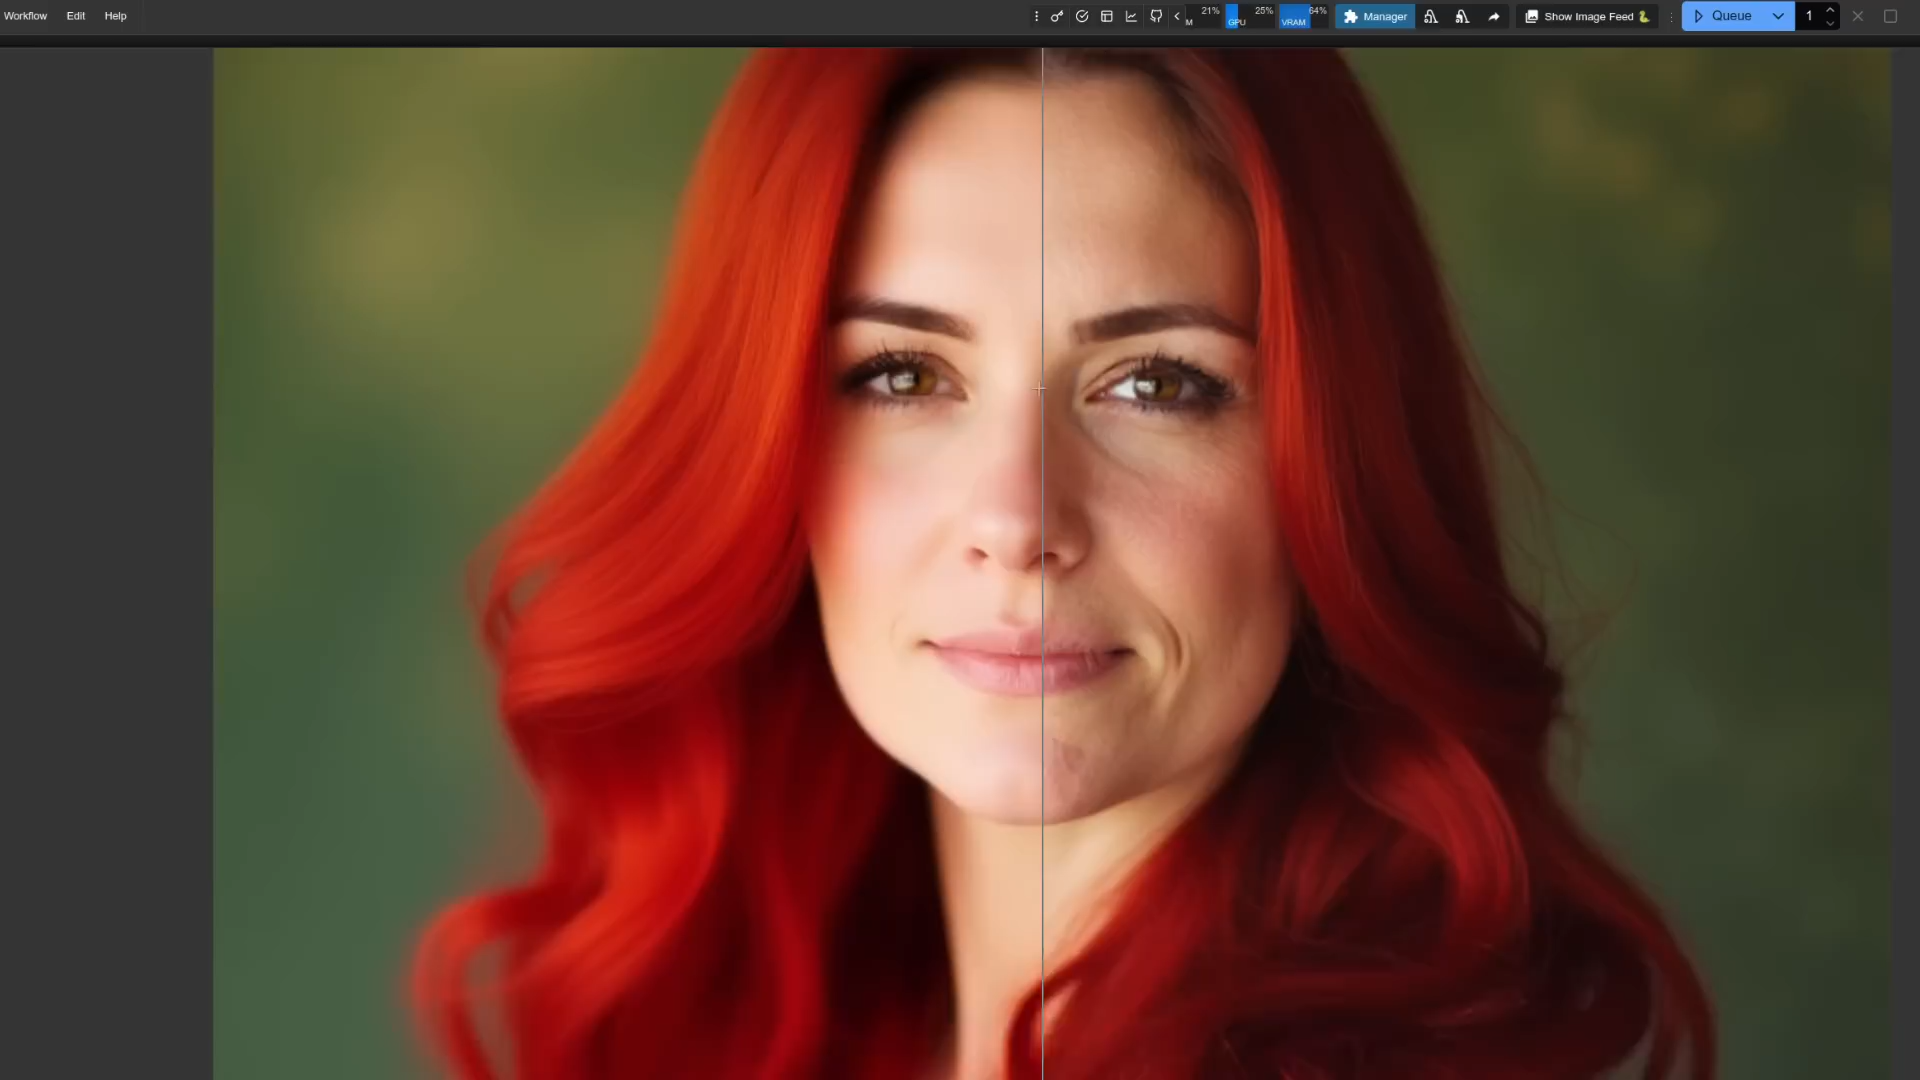 Workflow Edit Help
M 21% GPU 25% VRAM 64% Manager Show Image Feed Queue 1